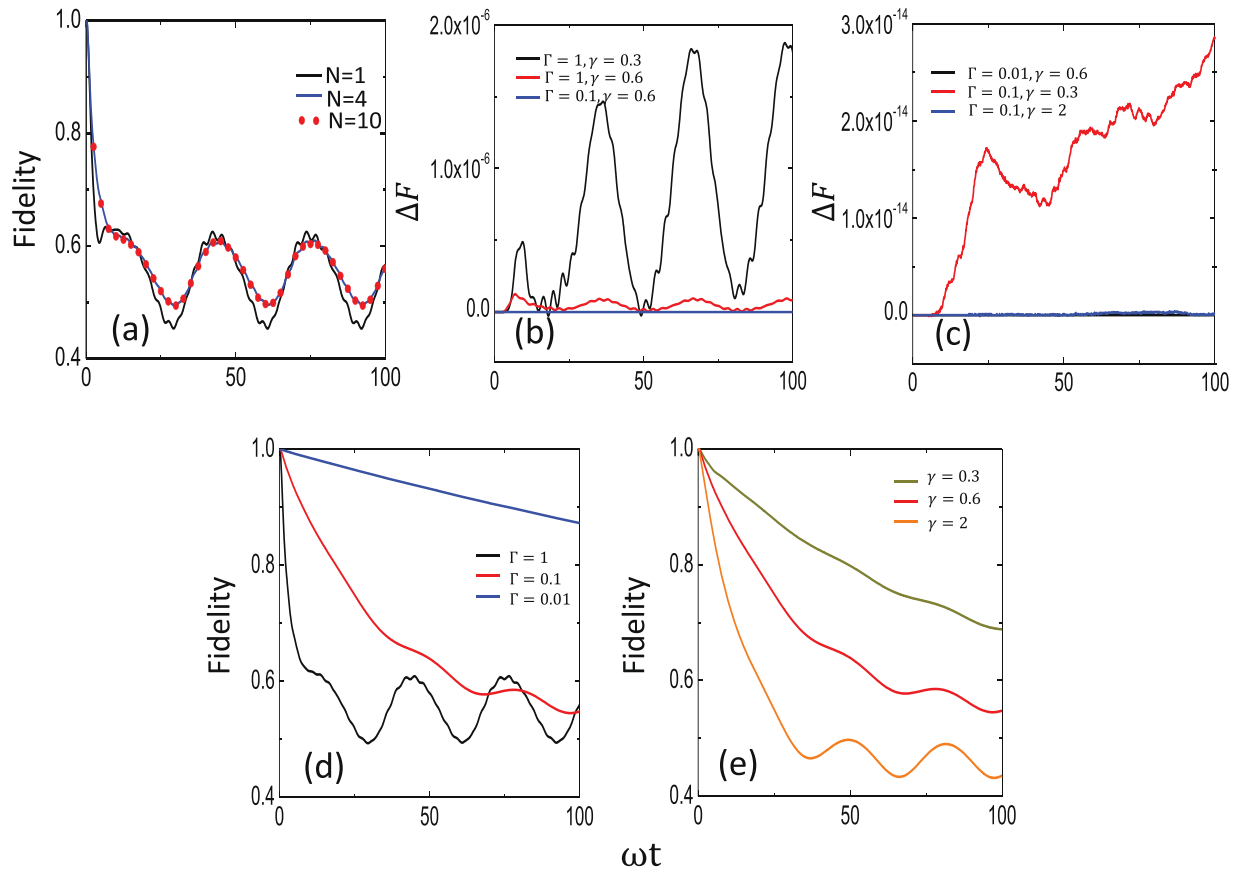 1.0
0.8
0.6
0.4
Fidelity
N=1
N=4
N=10
(a)
0
50
100
2.0x10⁻⁶
1.0x10⁻⁶
0.0
ΔF
Γ = 1, γ = 0.3
Γ = 1, γ = 0.6
Γ = 0.1, γ = 0.6
(b)
0
50
100
3.0x10⁻¹⁴
2.0x10⁻¹⁴
1.0x10⁻¹⁴
0.0
ΔF
Γ = 0.01, γ = 0.6
Γ = 0.1, γ = 0.3
Γ = 0.1, γ = 2
(c)
0
50
100
1.0
0.8
0.6
0.4
Fidelity
Γ = 1
Γ = 0.1
Γ = 0.01
(d)
0
50
100
1.0
0.8
0.6
0.4
Fidelity
γ = 0.3
γ = 0.6
γ = 2
(e)
0
50
100
ωt